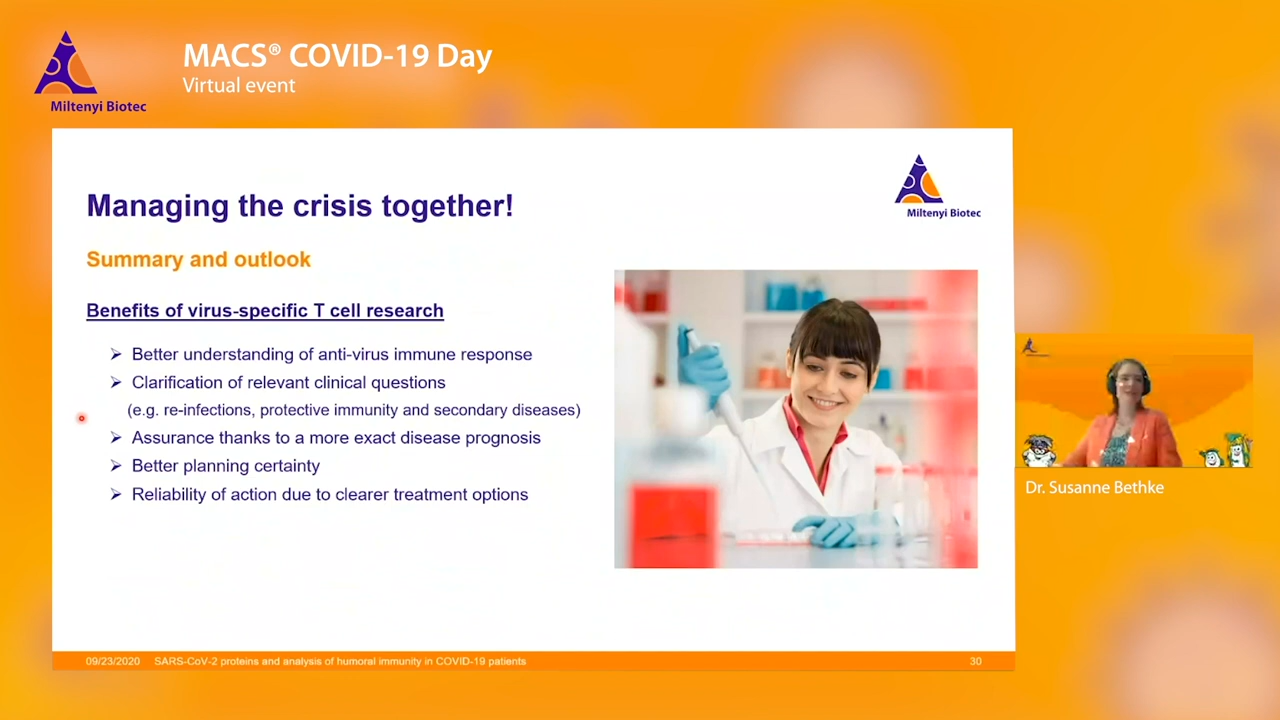 MACS® COVID-19 Day
Virtual event
Miltenyi Biotec
Managing the crisis together!
Miltenyi Biotec
Summary and outlook
Benefits of virus-specific T cell research
➢ Better understanding of anti-virus immune response
➢ Clarification of relevant clinical questions
(e.g. re-infections, protective immunity and secondary diseases)
➢ Assurance thanks to a more exact disease prognosis
➢ Better planning certainty
➢ Reliability of action due to clearer treatment options
Dr. Susanne Bethke
09/23/2020 SARS-CoV-2 proteins and analysis of humoral immunity in COVID-19 patients 30